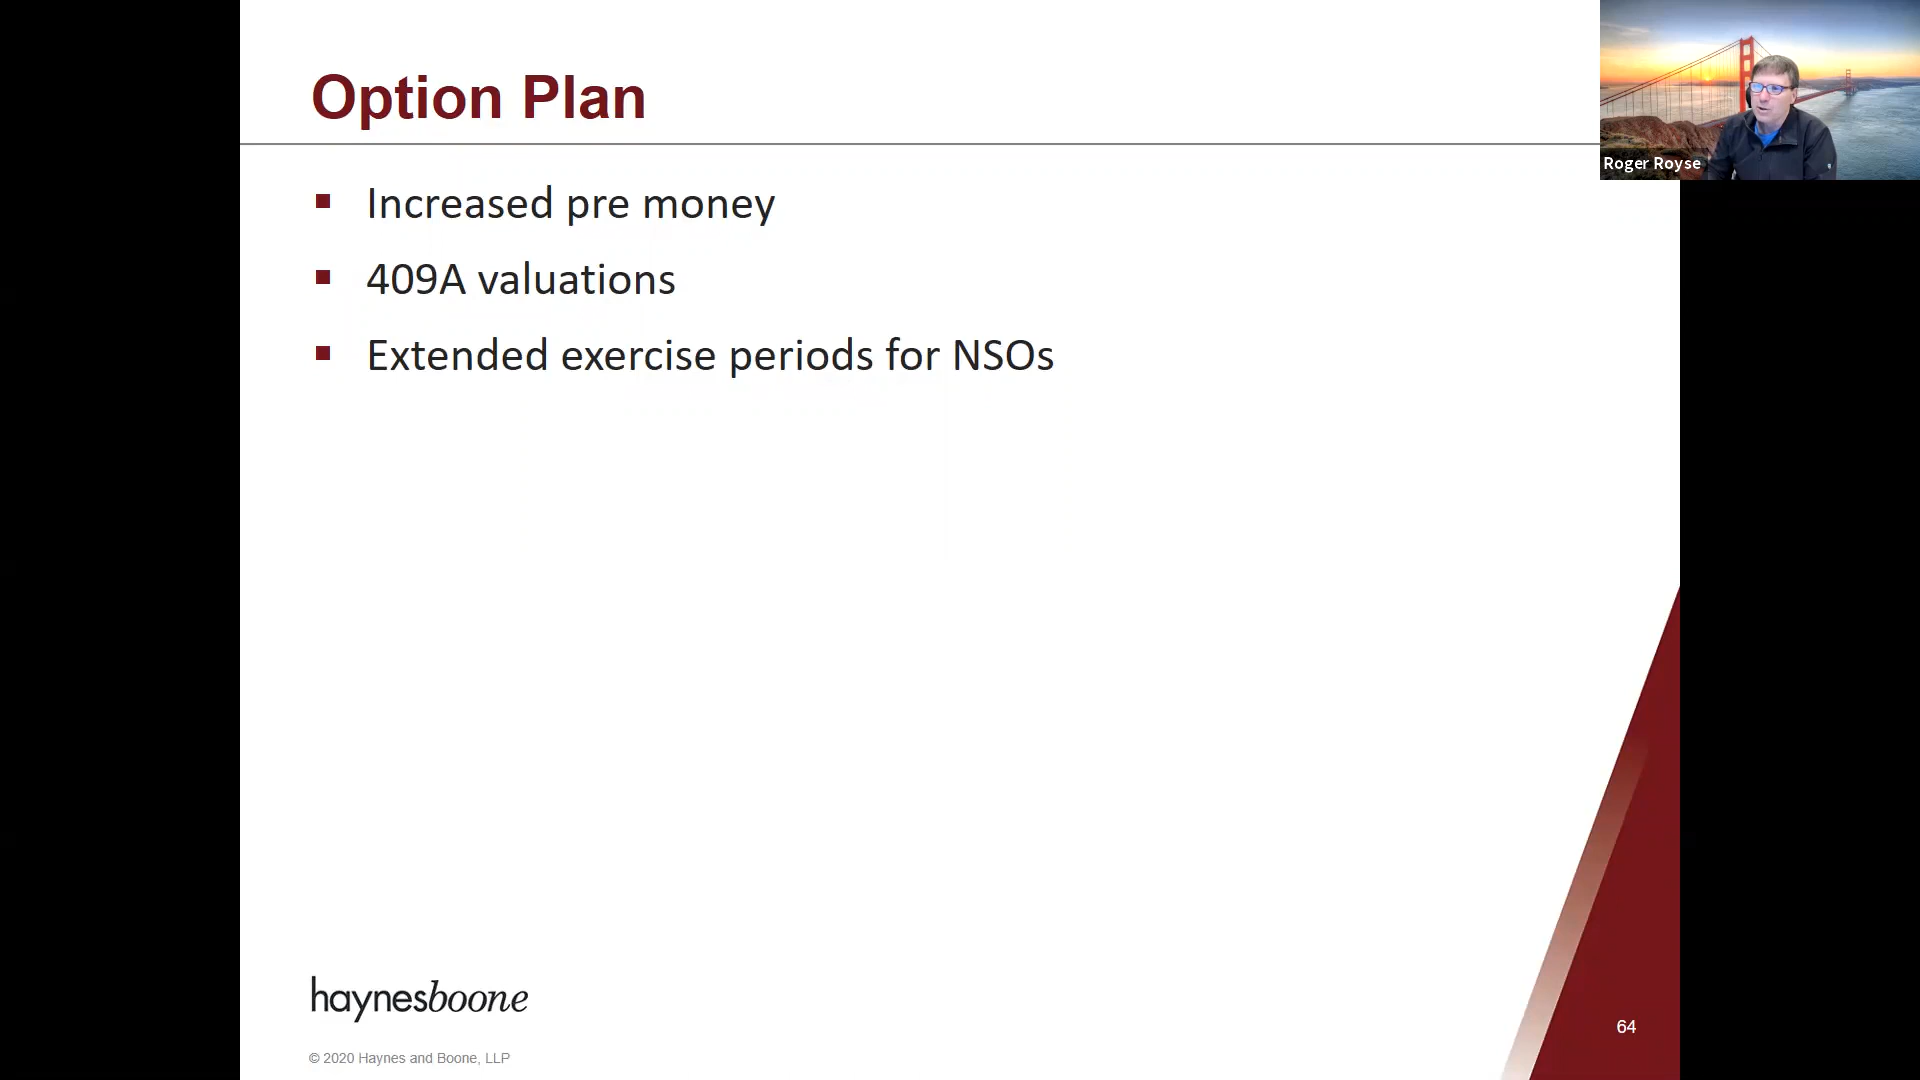 Option Plan
Roger Royse
Increased pre money
409A valuations
Extended exercise periods for NSOs
haynesboone
64
© 2020 Haynes and Boone, LLP